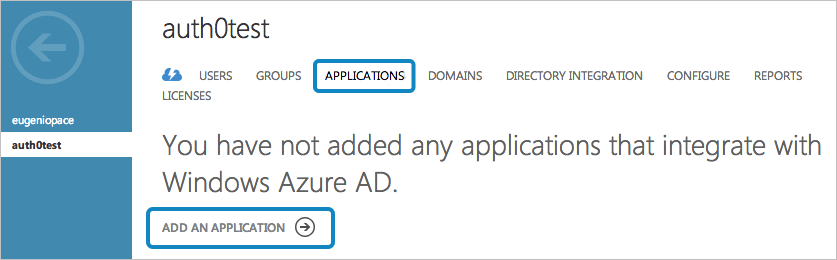 auth0test
USERS GROUPS APPLICATIONS DOMAINS DIRECTORY INTEGRATION CONFIGURE REPORTS
LICENSES
eugeniopace
auth0test
You have not added any applications that integrate with
Windows Azure AD.
ADD AN APPLICATION